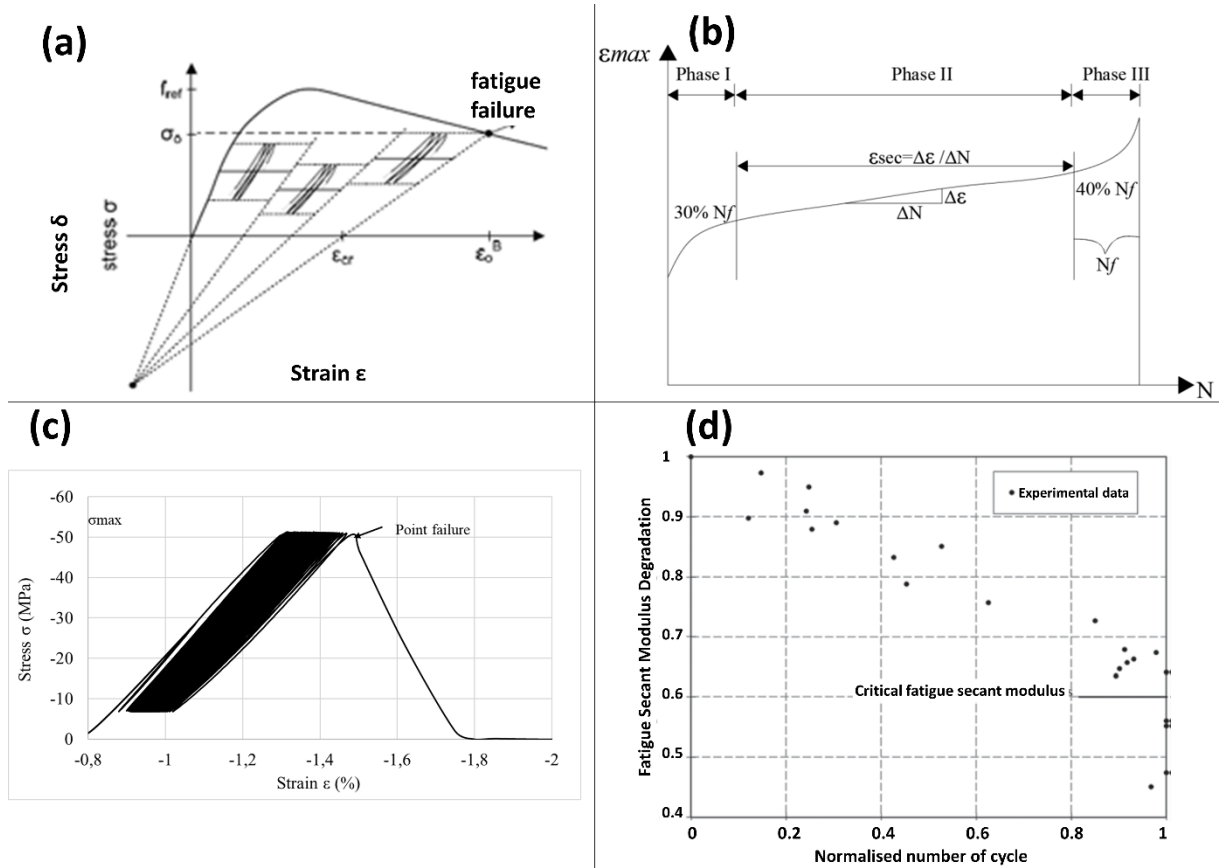 (a)
fref
σo
fatigue
failure
Stress δ
stress σ
εcr
εo B
Strain ε
(b)
εmax
Phase I
Phase II
Phase III
εsec=Δε /ΔN
30% Nf
40% Nf
Δε
ΔN
Nf
N
(c)
-60
σmax
Point failure
-50
-40
-30
-20
-10
0
Stress σ (MPa)
-0,8
-1
-1,2
-1,4
-1,6
-1,8
-2
Strain ε (%)
(d)
1
Experimental data
0.9
0.8
0.7
Critical fatigue secant modulus
0.6
0.5
0.4
Fatigue Secant Modulus Degradation
0
0.2
0.4
0.6
0.8
1
Normalised number of cycle